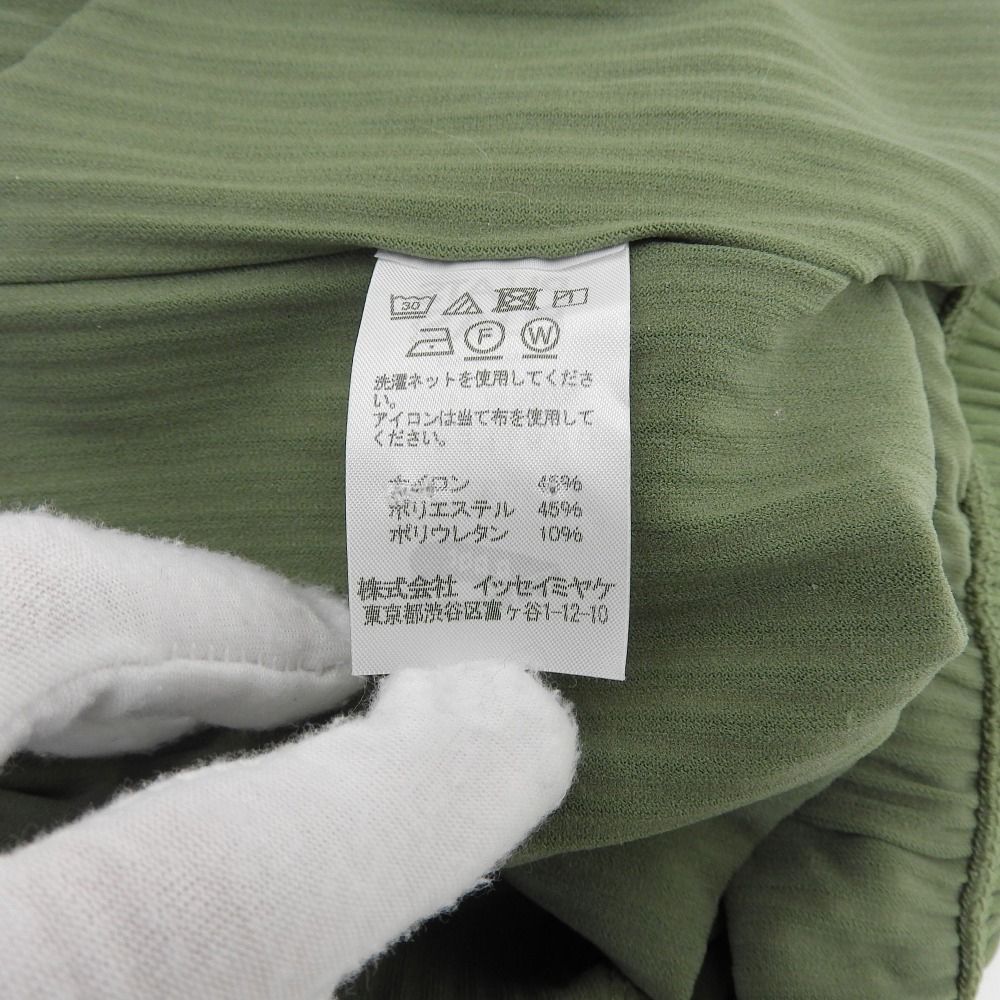 30
F W
洗濯ネットを使用してくださ
い。
アイロンは当て布を使用して
ください。
ナイロン 45%
ポリエステル 45%
ポリウレタン 10%
株式会社 イッセイミヤケ
東京都渋谷区富ヶ谷1-12-10